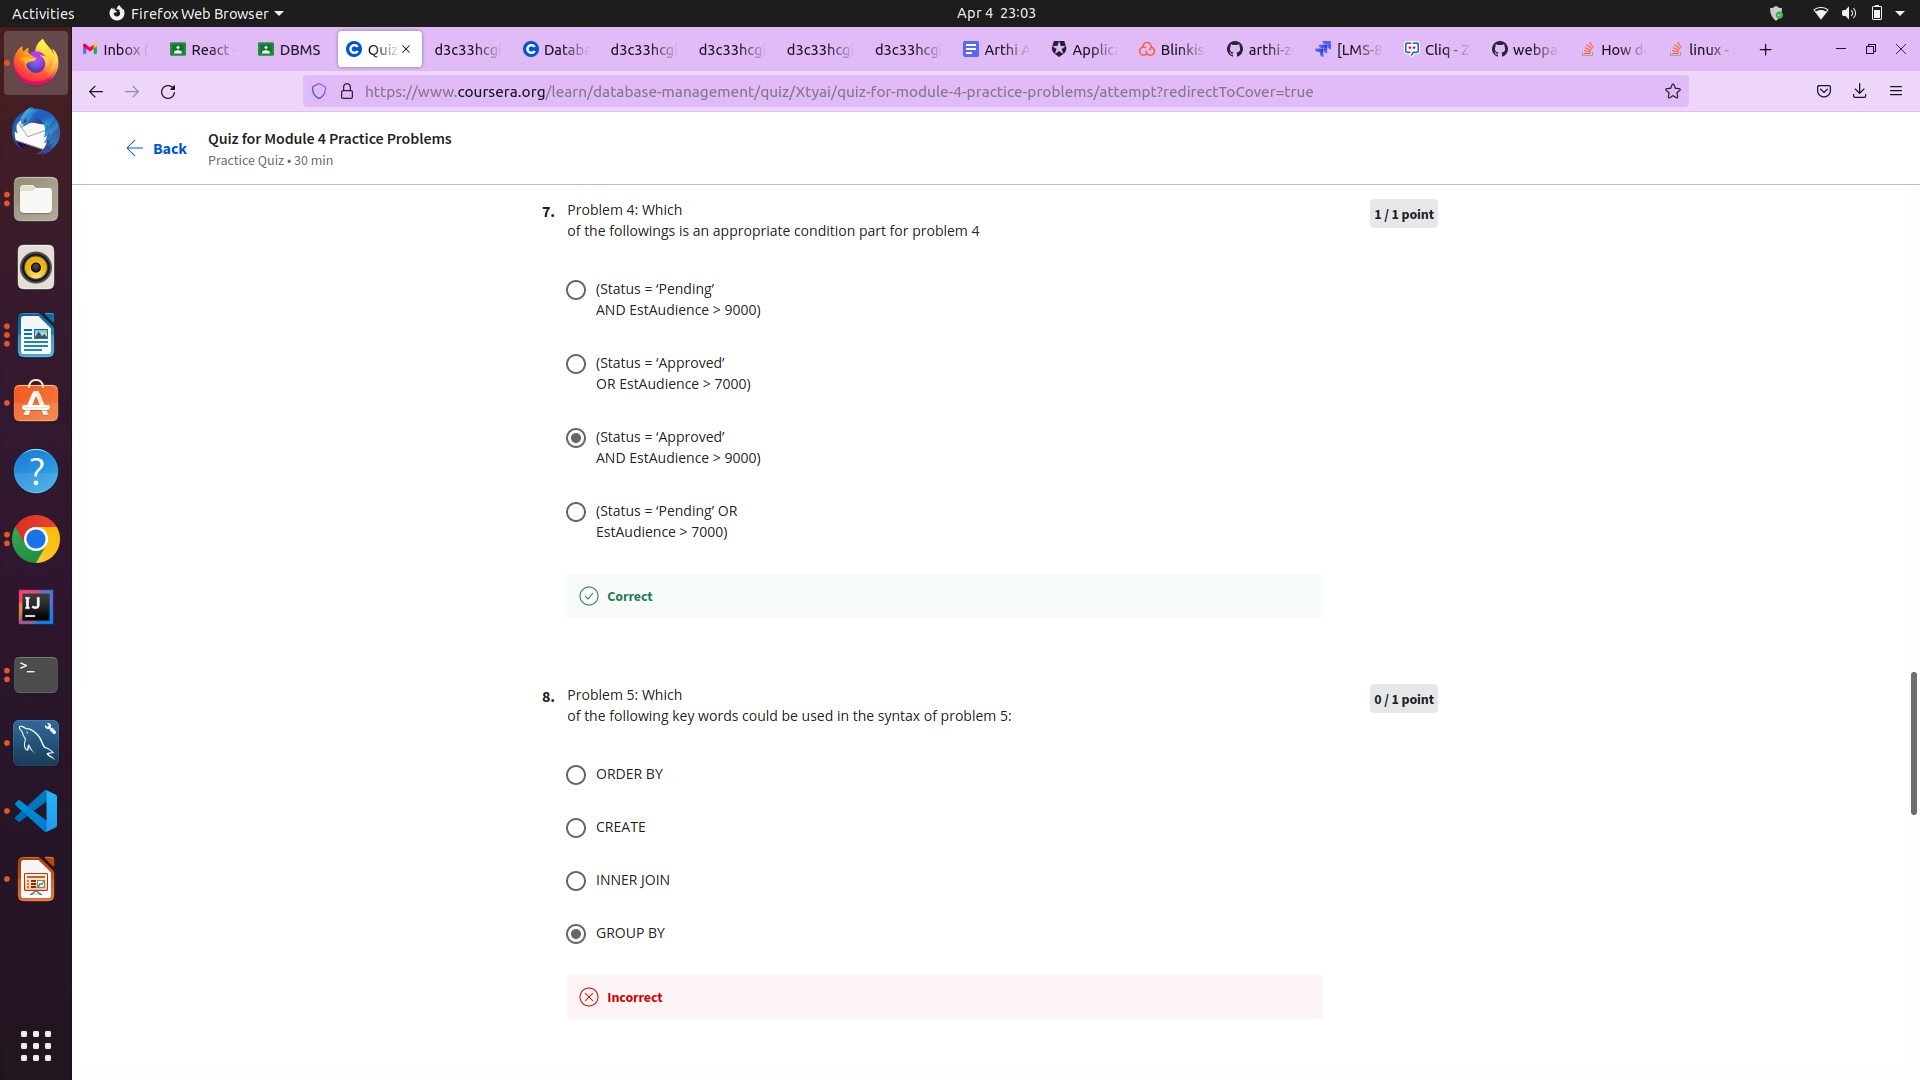 Activities
Firefox Web Browser
Apr 4 23:03
Inbox (
React
DBMS
Quiz
d3c33hcgi
Databa
d3c33hcgi
d3c33hcgi
d3c33hcgi
d3c33hcgi
Arthi A
Applic
Blinkis
arthi-z
[LMS-8
Cliq - Z
webpa
How d
linux -
https://www.coursera.org/learn/database-management/quiz/Xtyai/quiz-for-module-4-practice-problems/attempt?redirectToCover=true
Back
Quiz for Module 4 Practice Problems
Practice Quiz • 30 min
7.
Problem 4: Which
of the followings is an appropriate condition part for problem 4
1 / 1 point
(Status = ‘Pending’
AND EstAudience > 9000)
(Status = ‘Approved’
OR EstAudience > 7000)
(Status = ‘Approved’
AND EstAudience > 9000)
(Status = ‘Pending’ OR
EstAudience > 7000)
Correct
8.
Problem 5: Which
of the following key words could be used in the syntax of problem 5:
0 / 1 point
ORDER BY
CREATE
INNER JOIN
GROUP BY
Incorrect